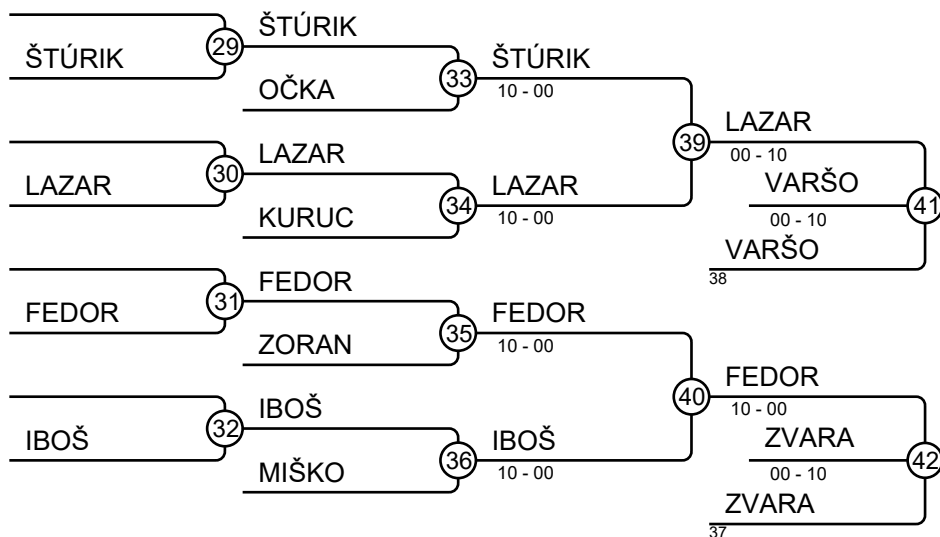 ŠTÚRIK
29
ŠTÚRIK
OČKA
33
ŠTÚRIK
10 - 00
LAZAR
30
LAZAR
KURUC
34
LAZAR
10 - 00
39
LAZAR
00 - 10
VARŠO
00 - 10
41
VARŠO
38
FEDOR
31
FEDOR
ZORAN
35
FEDOR
10 - 00
IBOŠ
32
IBOŠ
MIŠKO
36
IBOŠ
10 - 00
40
FEDOR
10 - 00
ZVARA
00 - 10
42
ZVARA
37